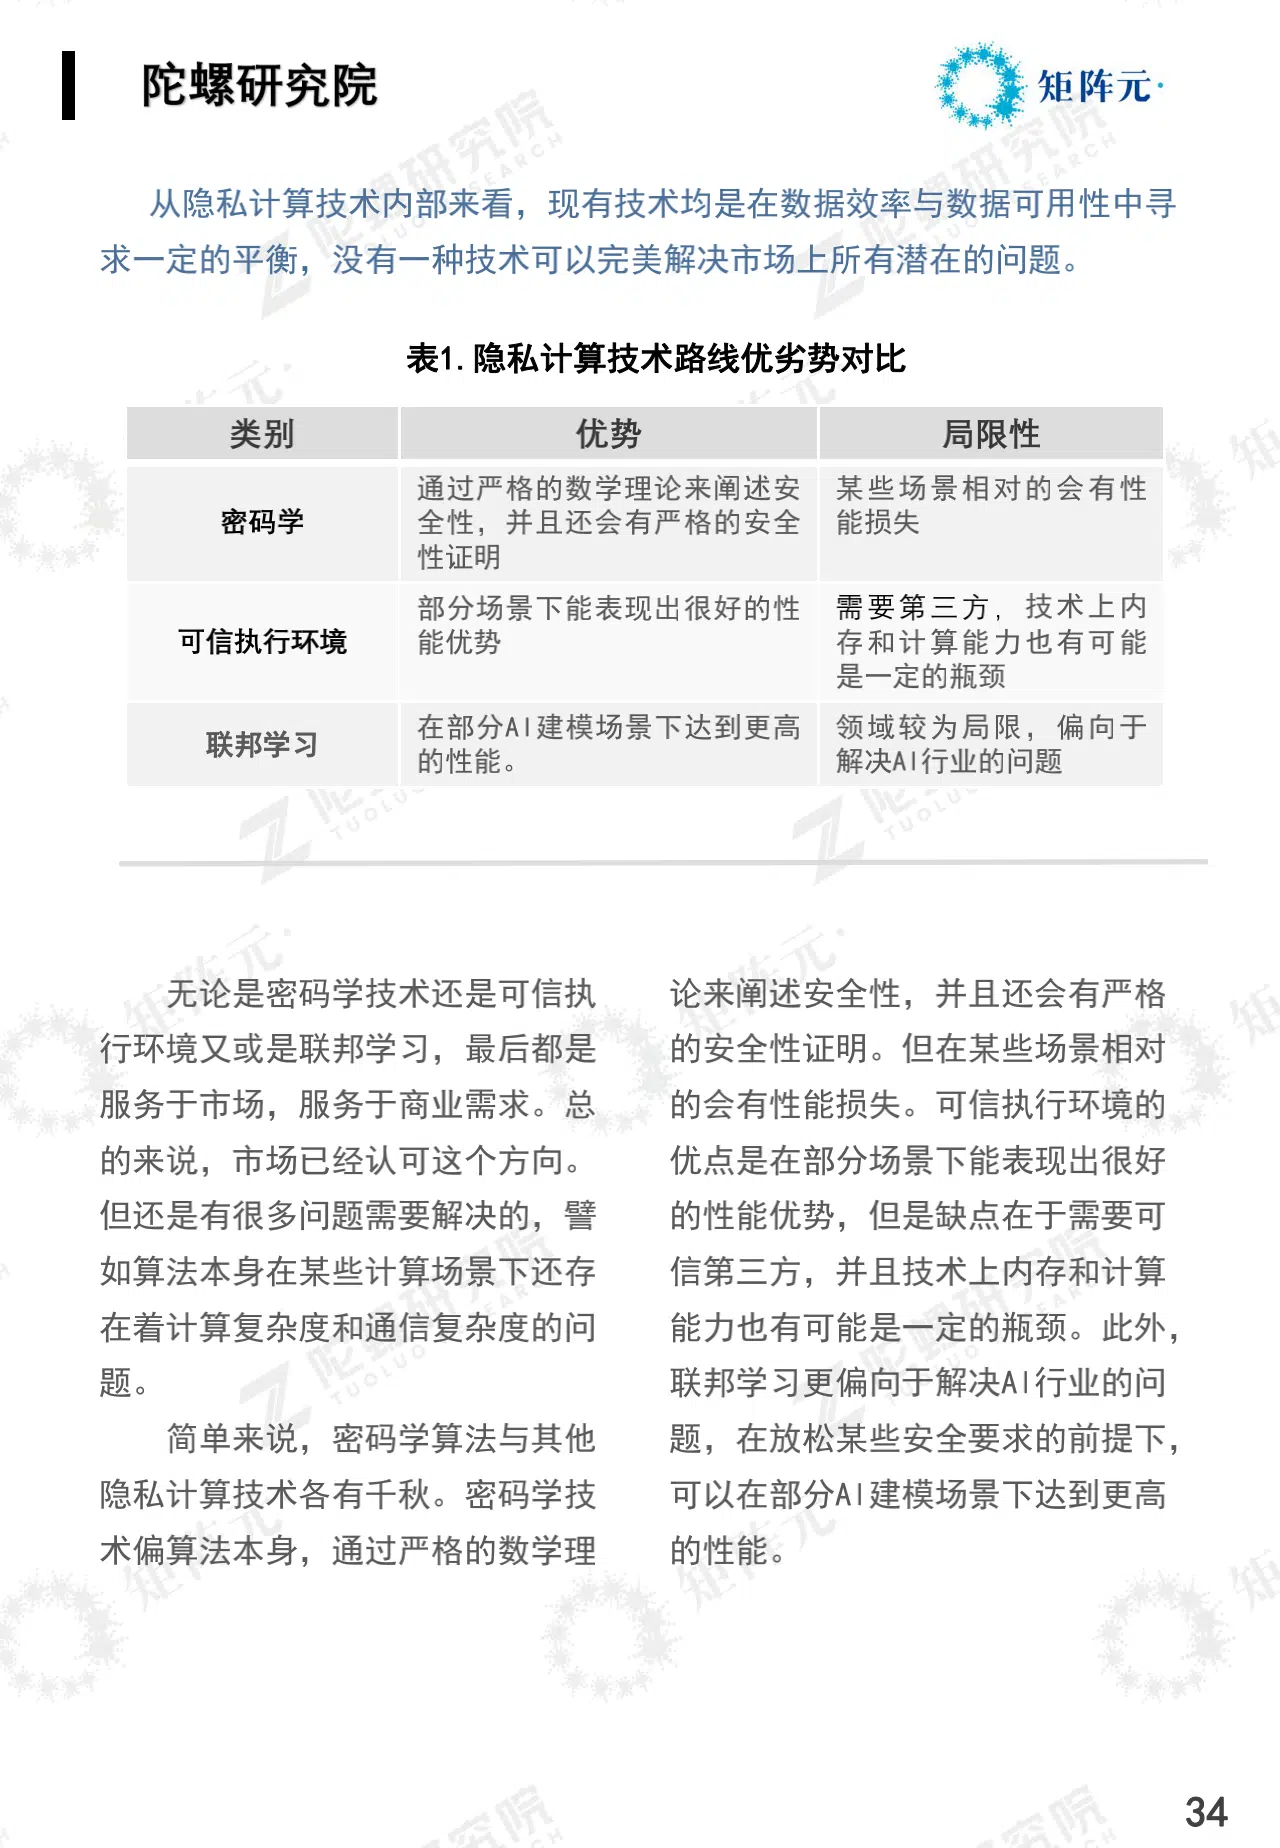 陀螺研究院
矩阵元
从隐私计算技术内部来看，现有技术均是在数据效率与数据可用性中寻
求一定的平衡，没有一种技术可以完美解决市场上所有潜在的问题。
表1.隐私计算技术路线优劣势对比
类别 优势 局限性
密码学
通过严格的数学理论来阐述安
全性，并且还会有严格的安全
性证明
某些场景相对的会有性
能损失
可信执行环境
部分场景下能表现出很好的性
能优势
需要第三方，技术上内
存和计算能力也有可能
是一定的瓶颈
联邦学习
在部分AI建模场景下达到更高
的性能。
领域较为局限，偏向于
解决AI行业的问题
无论是密码学技术还是可信执
行环境又或是联邦学习，最后都是
服务于市场，服务于商业需求。总
的来说，市场已经认可这个方向。
但还是有很多问题需要解决的，譬
如算法本身在某些计算场景下还存
在着计算复杂度和通信复杂度的问
题。
简单来说，密码学算法与其他
隐私计算技术各有千秋。密码学技
术偏算法本身，通过严格的数学理
论来阐述安全性，并且还会有严格
的安全性证明。但在某些场景相对
的会有性能损失。可信执行环境的
优点是在部分场景下能表现出很好
的性能优势，但是缺点在于需要可
信第三方，并且技术上内存和计算
能力也有可能是一定的瓶颈。此外，
联邦学习更偏向于解决AI行业的问
题，在放松某些安全要求的前提下，
可以在部分AI建模场景下达到更高
的性能。
34